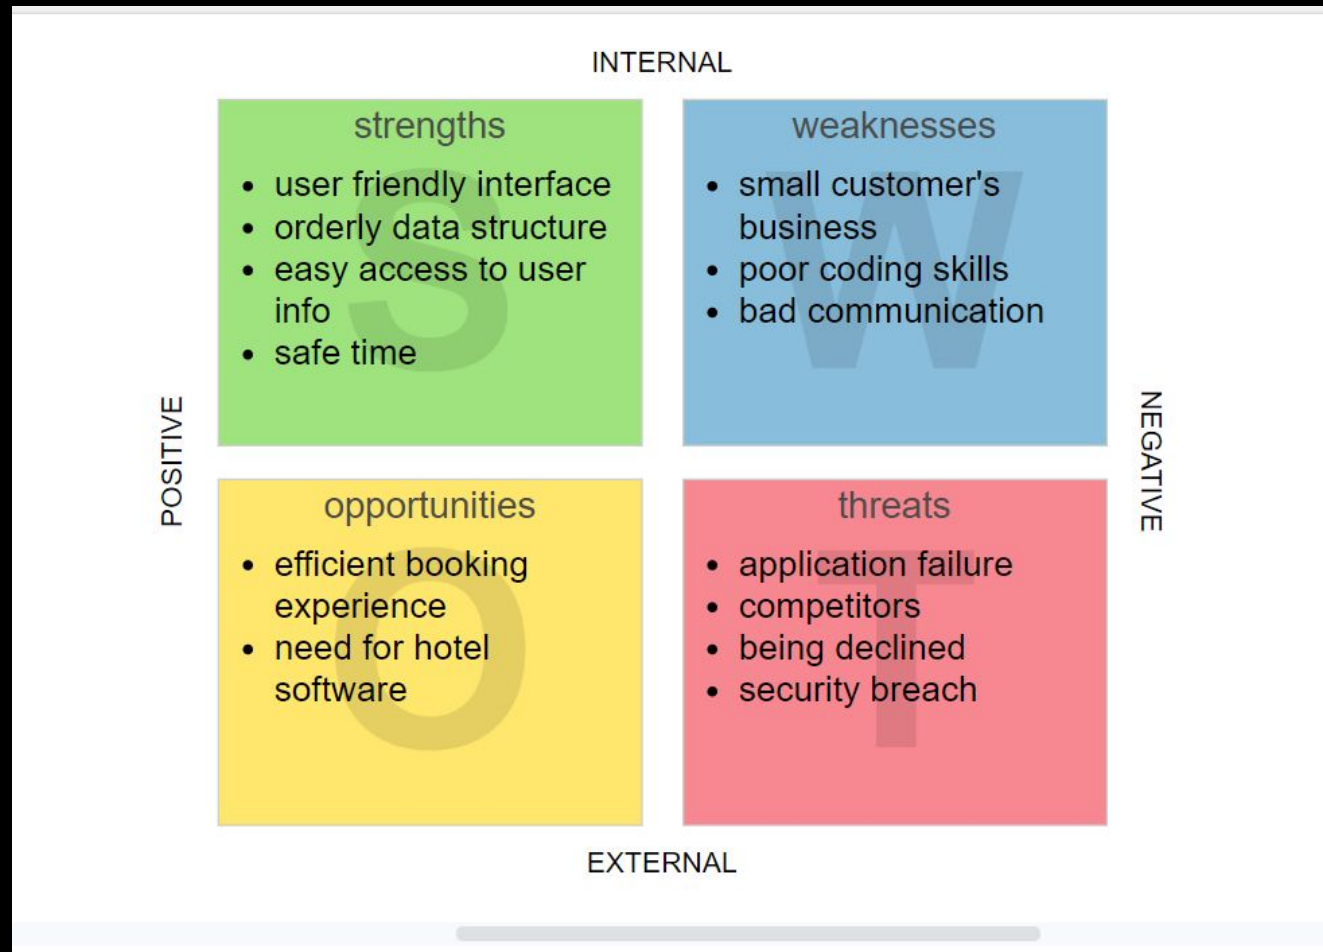 INTERNAL
strengths
• user friendly interface
• orderly data structure
• easy access to user
info
• safe time
weaknesses
• small customer's
business
• poor coding skills
• bad communication
POSITIVE
NEGATIVE
opportunities
• efficient booking
experience
• need for hotel
software
threats
• application failure
• competitors
• being declined
• security breach
EXTERNAL
S
W
O
T